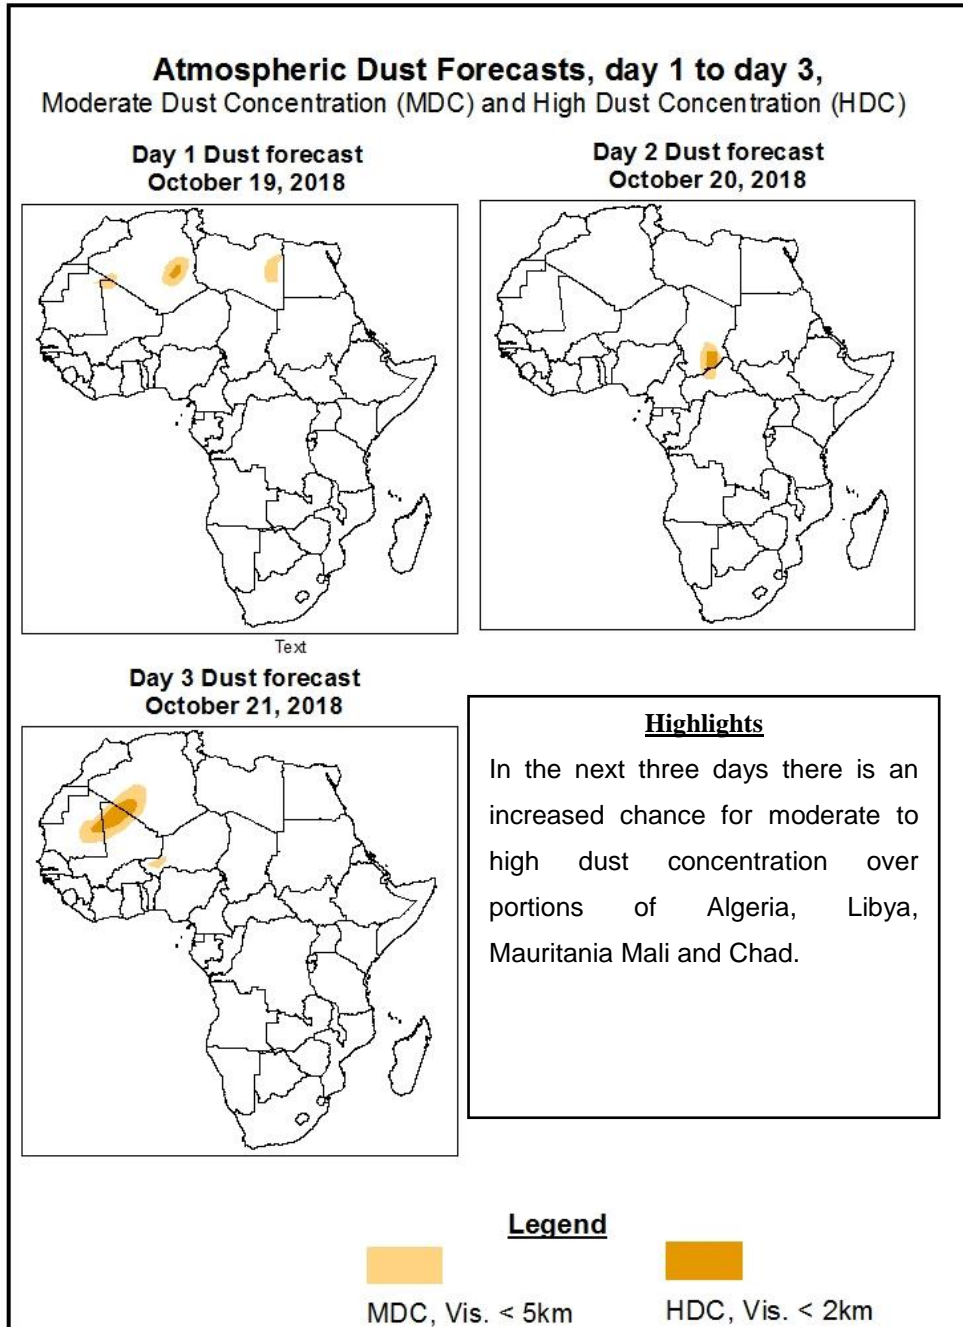 Atmospheric Dust Forecasts, day 1 to day 3,
Moderate Dust Concentration (MDC) and High Dust Concentration (HDC)
Day 1 Dust forecast
October 19, 2018
Day 2 Dust forecast
October 20, 2018
Text
Day 3 Dust forecast
October 21, 2018
Highlights
In the next three days there is an
increased chance for moderate to
high dust concentration over
portions of Algeria, Libya,
Mauritania Mali and Chad.
Legend
MDC, Vis. < 5km
HDC, Vis. < 2km